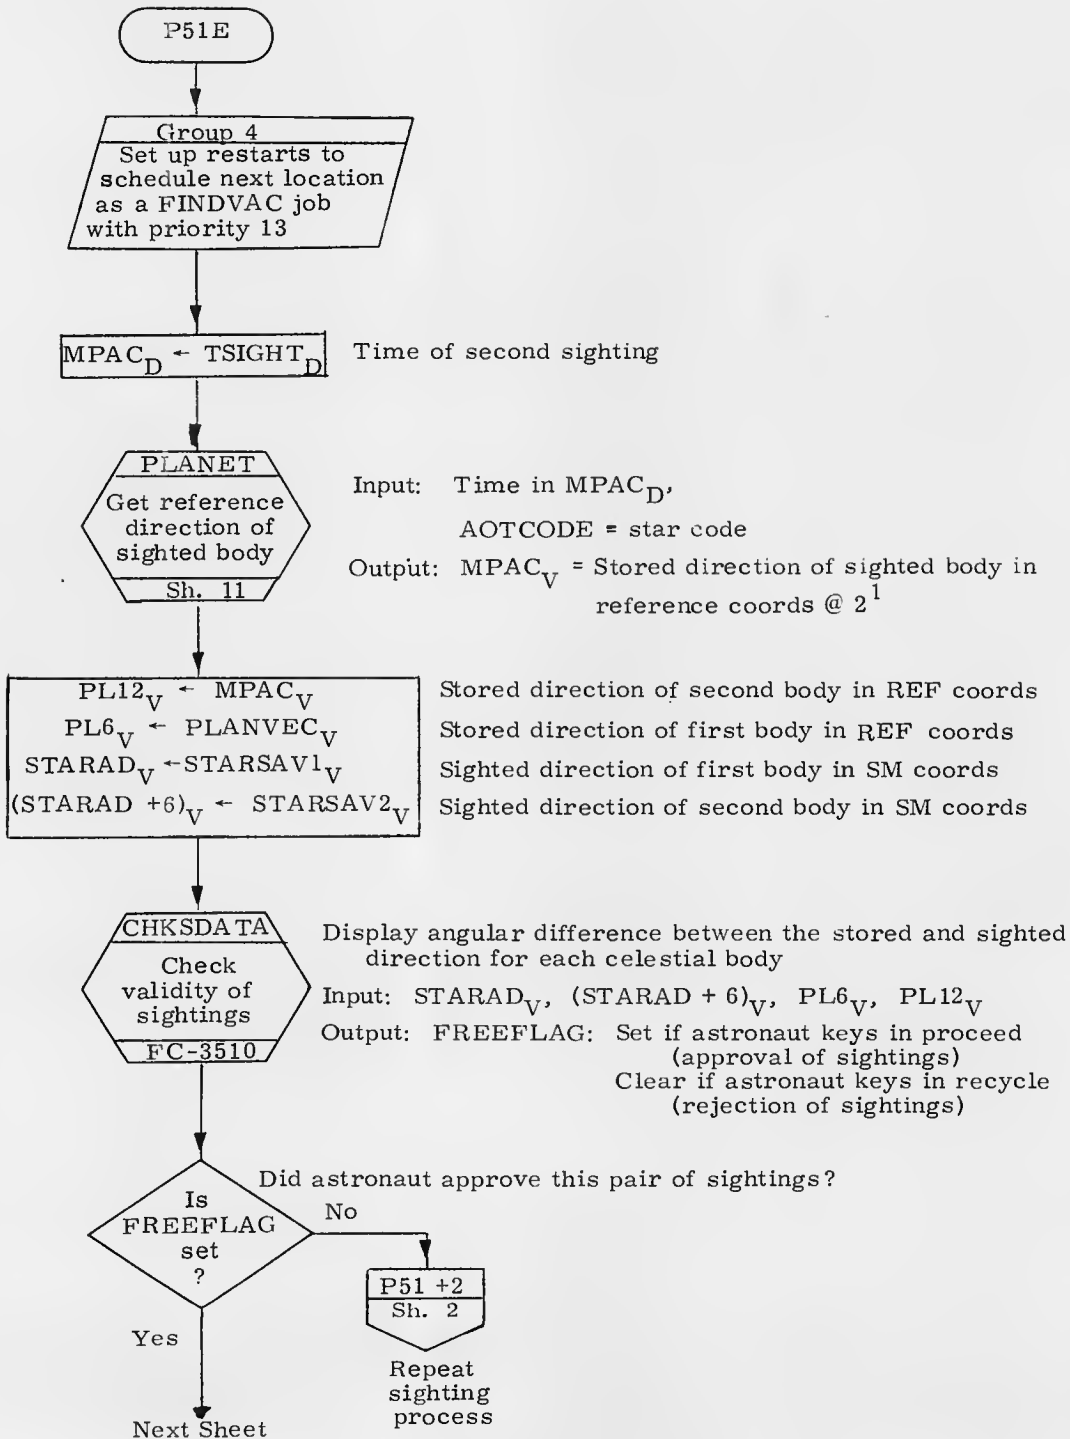 P51E
Group 4
Set up restarts to
schedule next location
as a FINDVAC job
with priority 13
MPAC_D ← TSIGHT_D
Time of second sighting
PLANET
Get reference
direction of
sighted body
Sh. 11
Input: Time in MPAC_D,
AOTCODE = star code
Output: MPAC_V = Stored direction of sighted body in
reference coords @ 2^1
PL12_V ← MPAC_V
Stored direction of second body in REF coords
PL6_V ← PLANVEC_V
Stored direction of first body in REF coords
STARAD_V ← STARSAV1_V
Sighted direction of first body in SM coords
(STARAD +6)_V ← STARSAV2_V
Sighted direction of second body in SM coords
CHKSDATA
Check
validity of
sightings
FC-3510
Display angular difference between the stored and sighted
direction for each celestial body
Input: STARAD_V, (STARAD + 6)_V, PL6_V, PL12_V
Output: FREEFLAG: Set if astronaut keys in proceed
(approval of sightings)
Clear if astronaut keys in recycle
(rejection of sightings)
Did astronaut approve this pair of sightings?
Is
FREEFLAG
set
?
No
P51 +2
Sh. 2
Repeat
sighting
process
Yes
Next Sheet